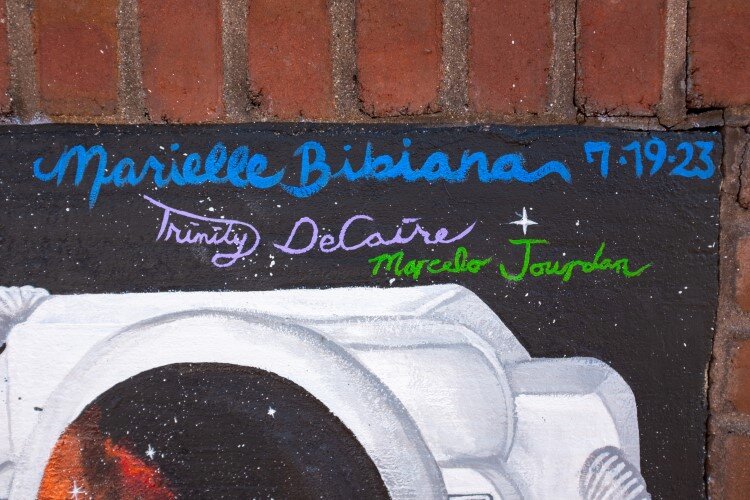 Marielle Bibiana 7·19·23
Trinity DeCaire
Marcelo Jourdan